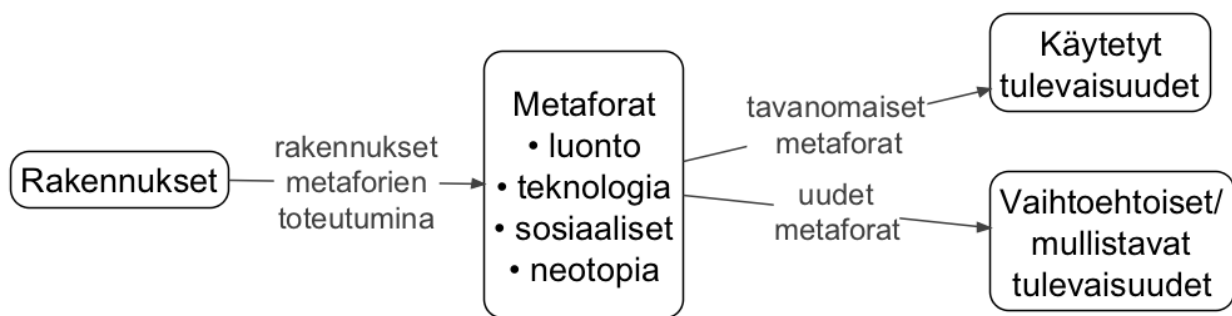 Rakennukset
rakennukset
metaforien
toteutumina
Metaforat
• luonto
• teknologia
• sosiaaliset
• neotopia
tavanomaiset
metaforat
Käytetyt
tulevaisuudet
uudet
metaforat
Vaihtoehtoiset/
mullistavat
tulevaisuudet